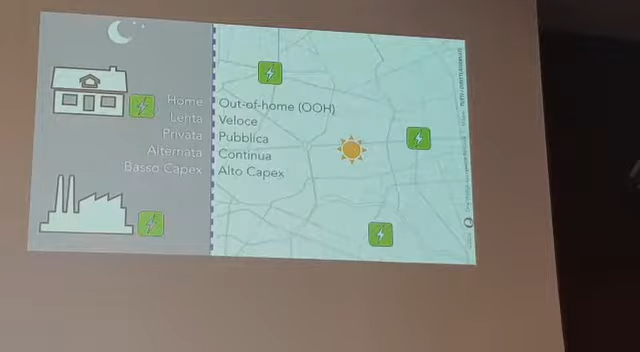 Home
Lenta
Privata
Alternata
Basso Capex
Out-of-home (OOH)
Veloce
Pubblica
Continua
Alto Capex